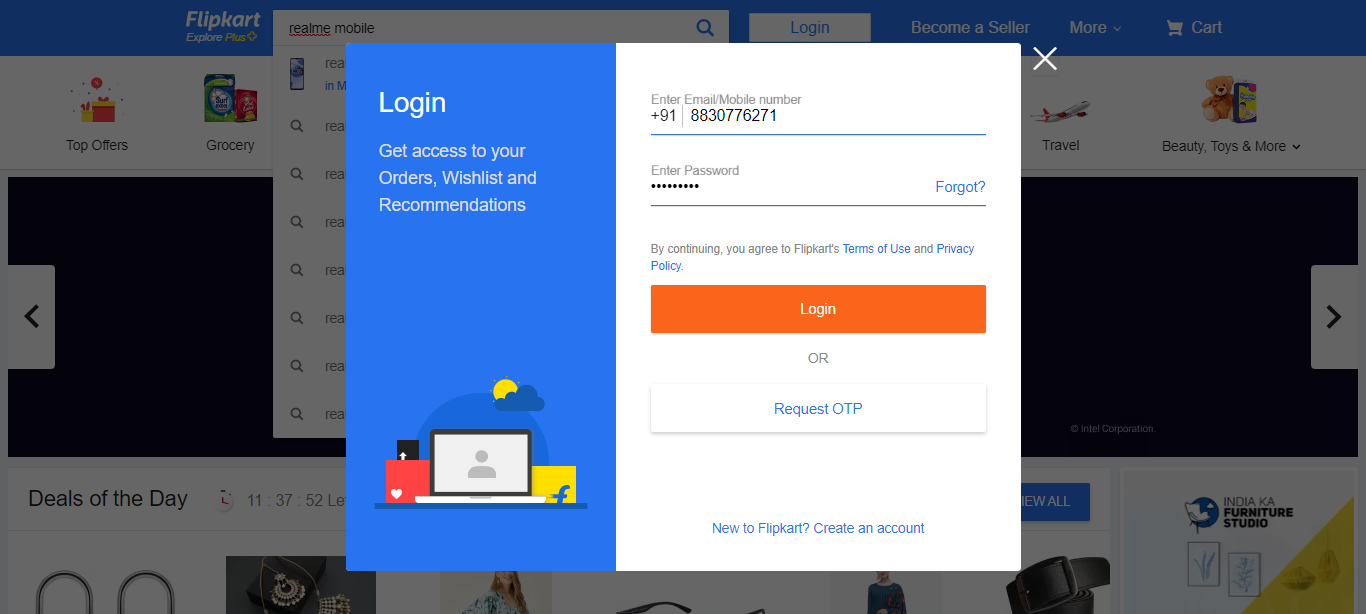 Flipkart
Explore Plus
realme mobile
Login
Become a Seller
More
Cart
rea
in M
rea
rea
rea
rea
rea
rea
rea
Top Offers
Grocery
Travel
Beauty, Toys & More
Login
Get access to your
Orders, Wishlist and
Recommendations
Enter Email/Mobile number
+91 8830776271
Enter Password
•••••••••
Forgot?
By continuing, you agree to Flipkart's Terms of Use and Privacy
Policy.
Login
OR
Request OTP
New to Flipkart? Create an account
© Intel Corporation.
Deals of the Day
11 : 37 : 52 Le
IEW ALL
INDIA KA
FURNITURE
STUDIO